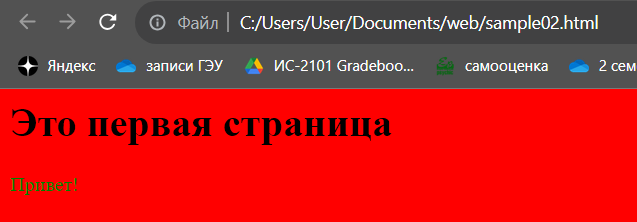 Файл C:/Users/User/Documents/web/sample02.html
Яндекс записи ГЭУ ИС-2101 Gradeboo... самооценка 2 сем
Это первая страница
Привет!